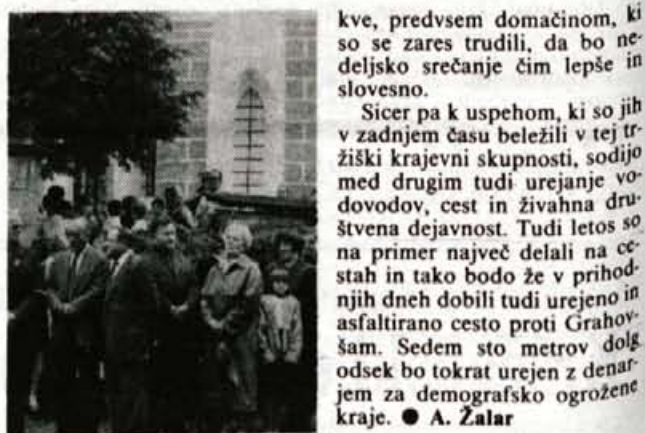 kve, predvsem domačinom, ki
so se zares trudili, da bo ne-
deljsko srečanje čim lepše in
slovesno.
Sicer pa k uspehom, ki so jih
v zadnjem času beležili v tej tr-
žiški krajevni skupnosti, sodijo
med drugim tudi urejanje vo-
dovodov, cest in živahna dru-
štvena dejavnost. Tudi letos so
na primer največ delali na ce-
stah in tako bodo že v prihod-
njih dneh dobili tudi urejeno in
asfaltirano cesto proti Grahov-
šam. Sedem sto metrov dolg
odsek bo tokrat urejen z denar-
jem za demografsko ogrožene
kraje. ● A. Žalar